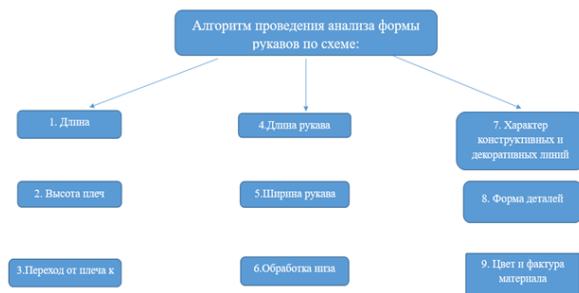 Алгоритм проведения анализа формы
рукавов по схеме:
1. Длина
2. Высота плеч
3.Переход от плеча к
4.Длина рукава
5.Ширина рукава
6.Обработка низа
7. Характер
конструктивных и
декоративных линий
8. Форма деталей
9. Цвет и фактура
материала